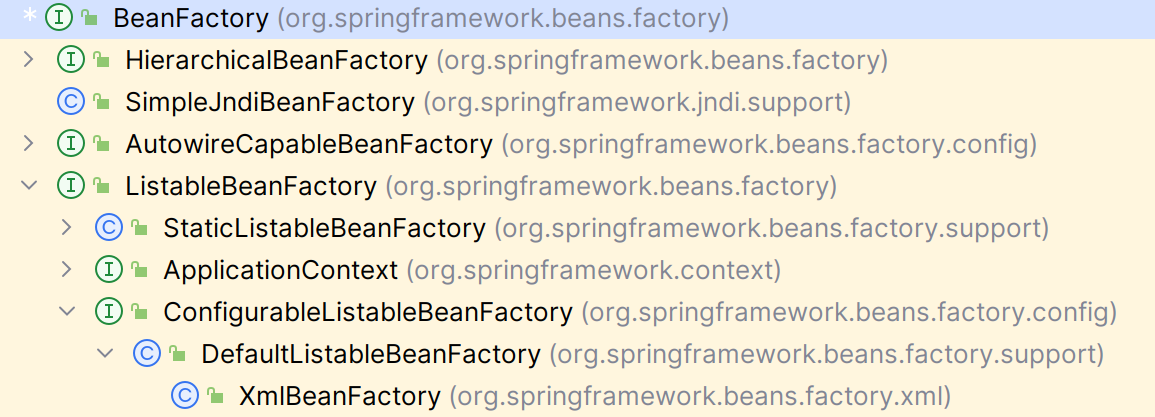 * I BeanFactory (org.springframework.beans.factory)
I HierarchicalBeanFactory (org.springframework.beans.factory)
C SimpleJndiBeanFactory (org.springframework.jndi.support)
I AutowireCapableBeanFactory (org.springframework.beans.factory.config)
I ListableBeanFactory (org.springframework.beans.factory)
C StaticListableBeanFactory (org.springframework.beans.factory.support)
I ApplicationContext (org.springframework.context)
I ConfigurableListableBeanFactory (org.springframework.beans.factory.config)
C DefaultListableBeanFactory (org.springframework.beans.factory.support)
C XmlBeanFactory (org.springframework.beans.factory.xml)